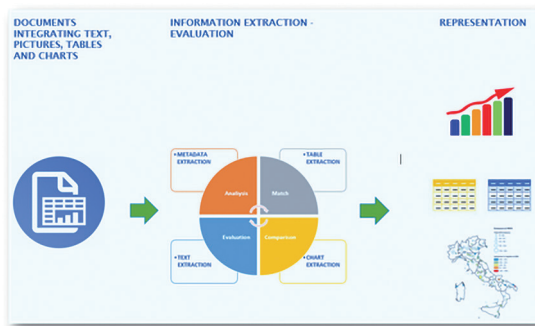 DOCUMENTS
INTEGRATING TEXT,
PICTURES, TABLES
AND CHARTS
INFORMATION EXTRACTION -
EVALUATION
REPRESENTATION
• METADATA
EXTRACTION
• TABLE
EXTRACTION
Analysis
Match
Evaluation
Comparison
• TEXT
EXTRACTION
• CHART
EXTRACTION